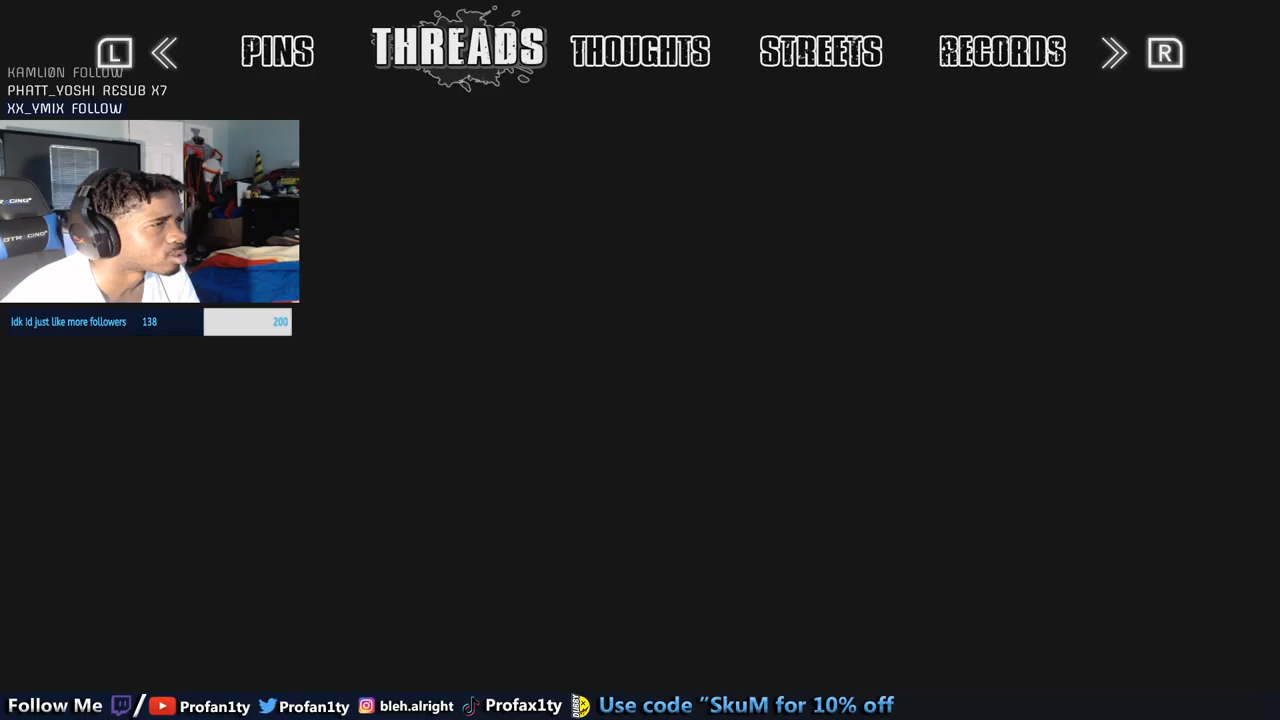 L PINS THREADS THOUGHTS STREETS RECORDS R
KAMLIØN FOLLOW
PHATT_YOSHI RESUB X7
XX_YMIX FOLLOW
Idk Id just like more followers 138 200
Follow Me / Profan1ty Profan1ty bleh.alright Profax1ty DUBBY Use code “SkuM for 10% off